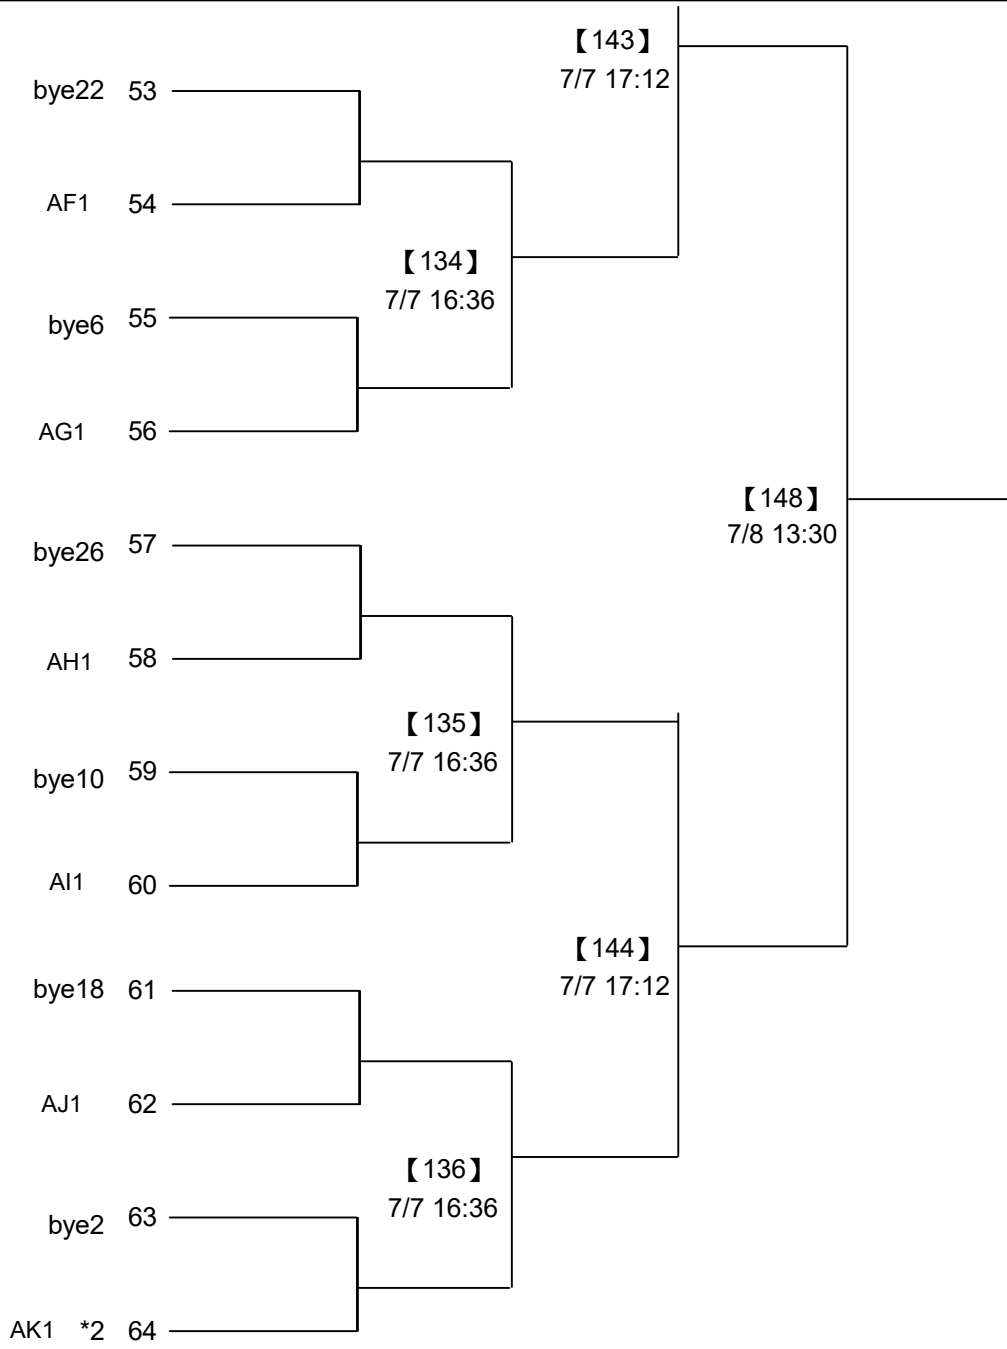 【143】
7/7 17:12
bye22 53
AF1 54
【134】
7/7 16:36
bye6 55
AG1 56
【148】
7/8 13:30
bye26 57
AH1 58
【135】
7/7 16:36
bye10 59
AI1 60
【144】
7/7 17:12
bye18 61
AJ1 62
【136】
7/7 16:36
bye2 63
AK1 *2 64